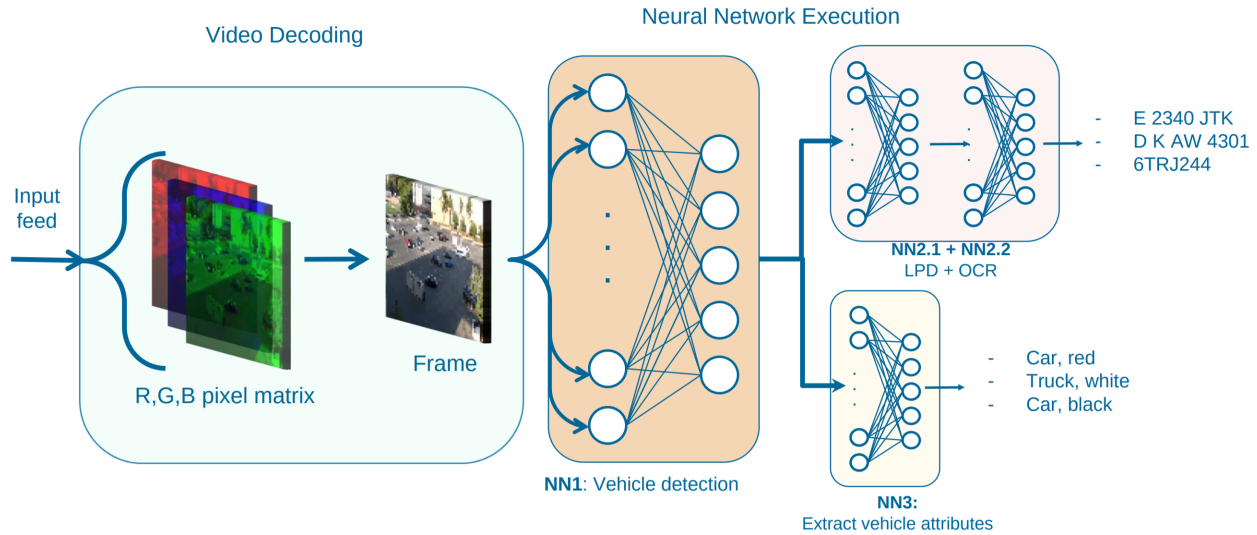 Video Decoding
Neural Network Execution
Input
feed
R,G,B pixel matrix
Frame
NN1: Vehicle detection
NN2.1 + NN2.2
LPD + OCR
- E 2340 JTK
- D K AW 4301
- 6TRJ244
NN3:
Extract vehicle attributes
- Car, red
- Truck, white
- Car, black